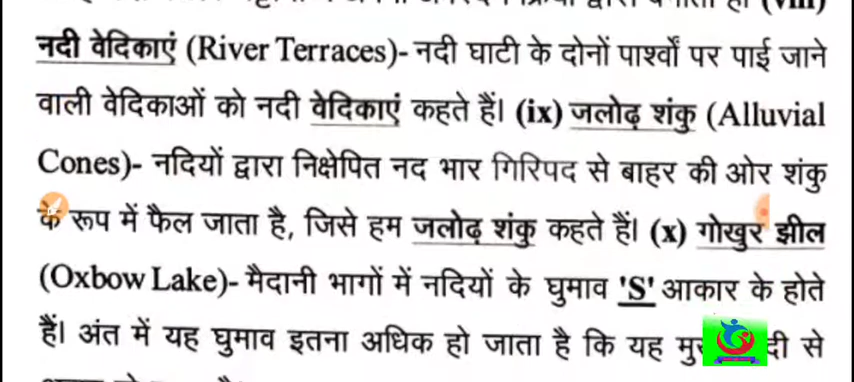 (viii)
नदी वेदिकाएं (River Terraces)- नदी घाटी के दोनों पार्श्वों पर पाई जाने
वाली वेदिकाओं को नदी वेदिकाएं कहते हैं। (ix) जलोढ़ शंकु (Alluvial
Cones)- नदियों द्वारा निक्षेपित नद भार गिरिपद से बाहर की ओर शंकु
के रूप में फैल जाता है, जिसे हम जलोढ़ शंकु कहते हैं। (x) गोखुर झील
(Oxbow Lake)- मैदानी भागों में नदियों के घुमाव 'S' आकार के होते
हैं। अंत में यह घुमाव इतना अधिक हो जाता है कि यह से